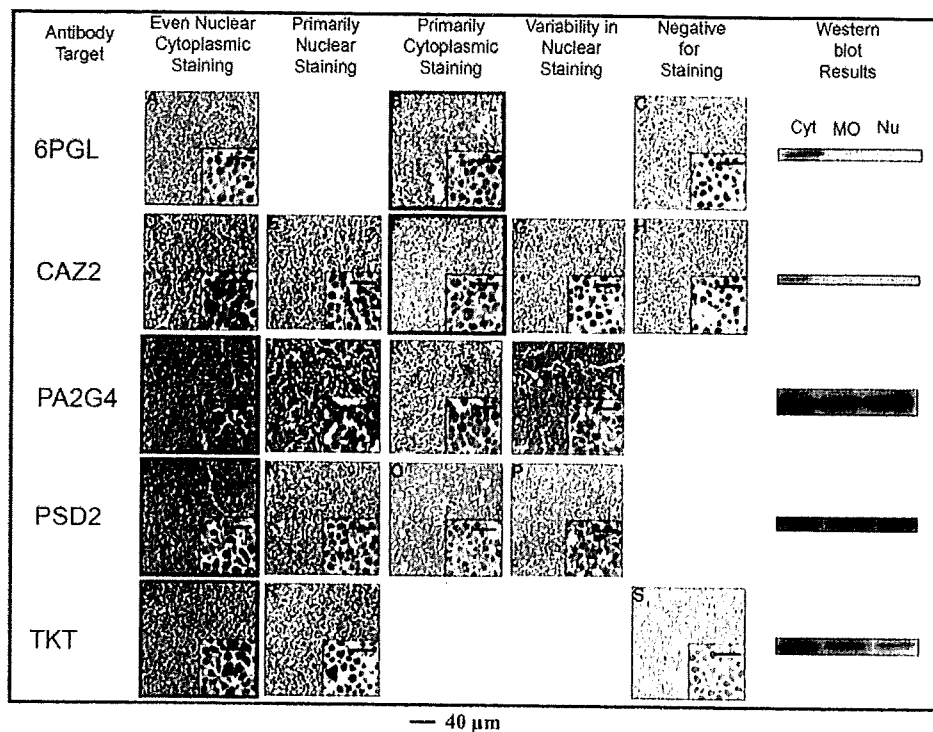 Antibody Target
Even Nuclear Cytoplasmic Staining
Primarily Nuclear Staining
Primarily Cytoplasmic Staining
Variability in Nuclear Staining
Negative for Staining
Western blot Results
6PGL
A
C
Cyt MO Nu
CAZ2
H
PA2G4
PSD2
O
P
TKT
S
40 µm